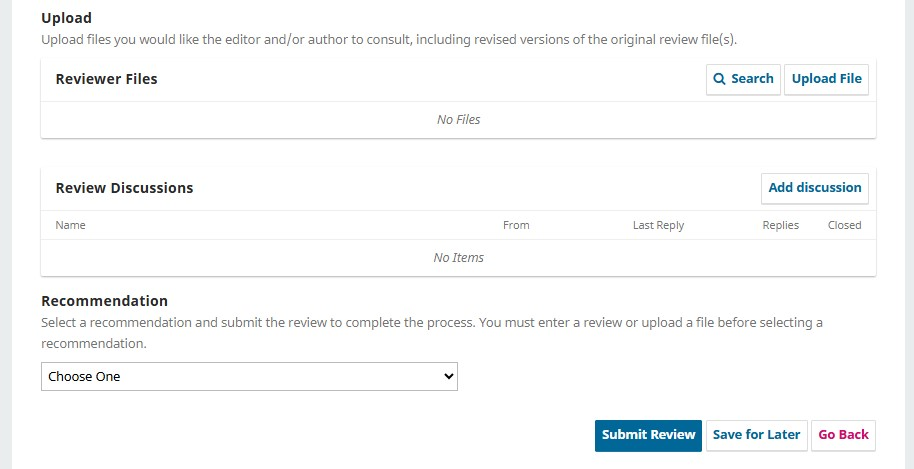 Upload
Upload files you would like the editor and/or author to consult, including revised versions of the original review file(s).
Reviewer Files
Search
Upload File
No Files
Review Discussions
Add discussion
Name From Last Reply Replies Closed
No Items
Recommendation
Select a recommendation and submit the review to complete the process. You must enter a review or upload a file before selecting a
recommendation.
Choose One
Submit Review Save for Later Go Back